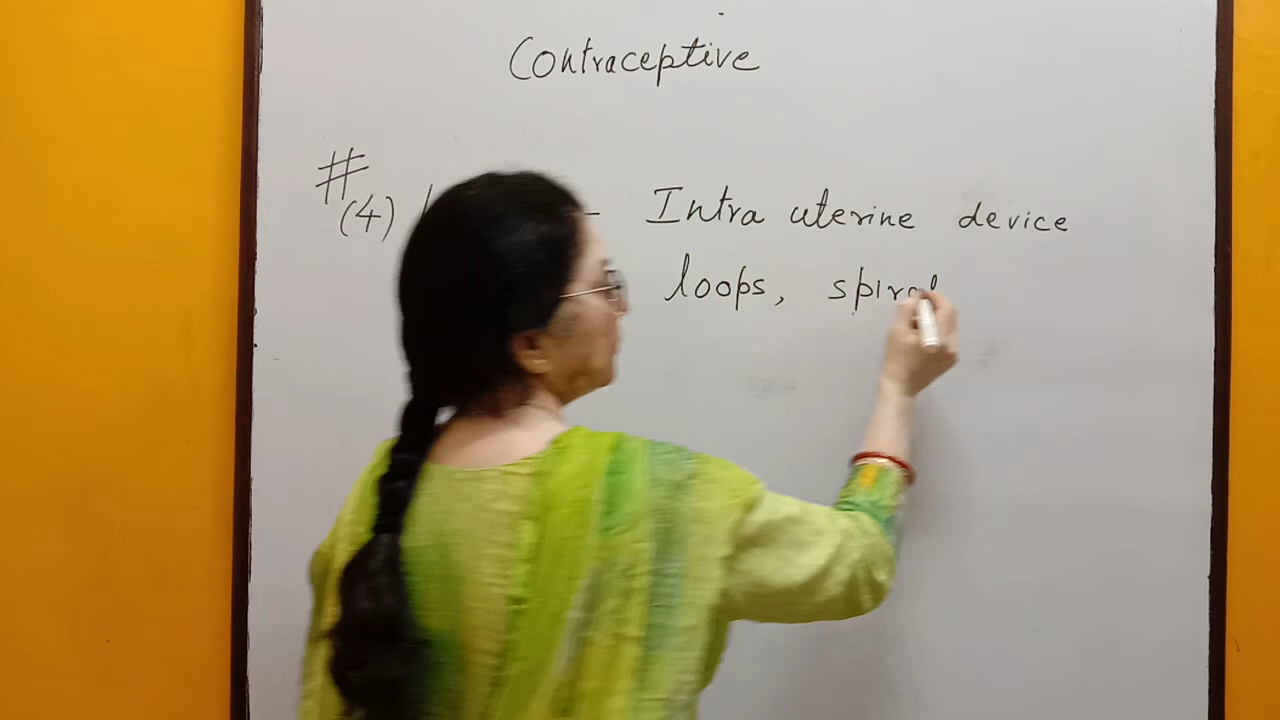 Contraceptive
#
(4) - Intra uterine device
loops, spiral